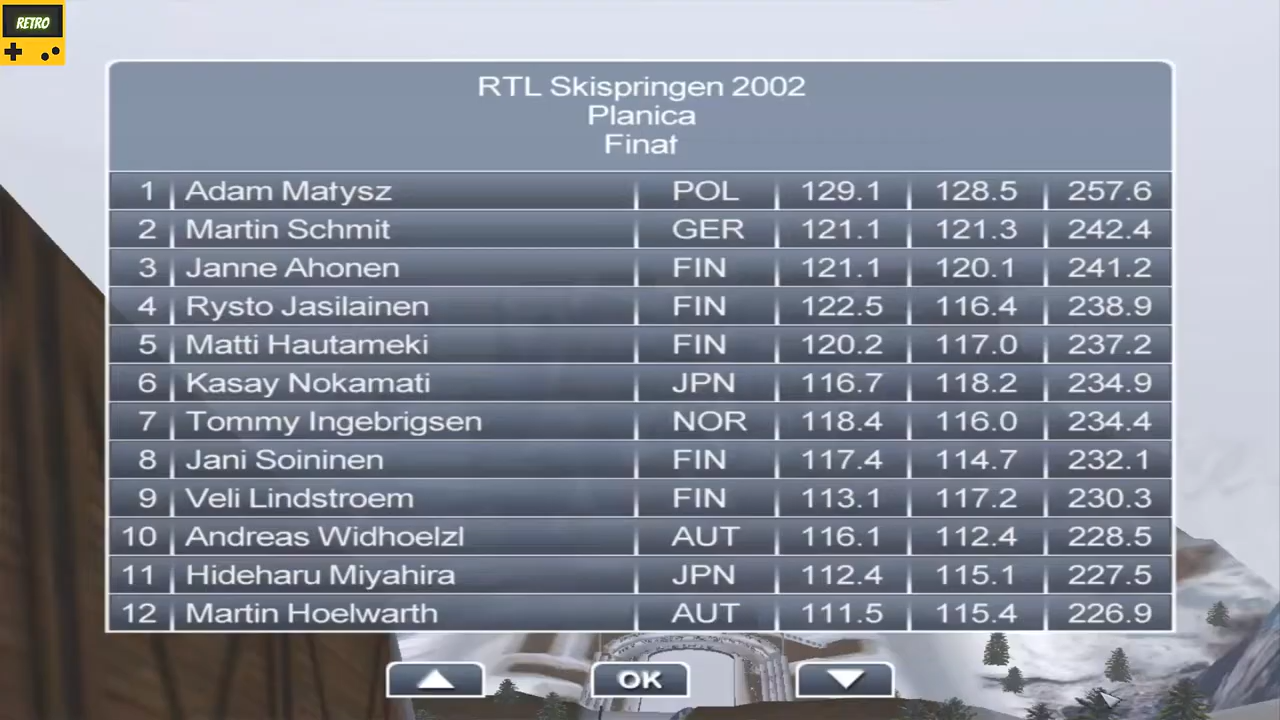 RETRO
RTL Skispringen 2002
Planica
Finał
1 Adam Małysz POL 129.1 128.5 257.6
2 Martin Schmit GER 121.1 121.3 242.4
3 Janne Ahonen FIN 121.1 120.1 241.2
4 Rysto Jasilainen FIN 122.5 116.4 238.9
5 Matti Hautameki FIN 120.2 117.0 237.2
6 Kasay Nokamati JPN 116.7 118.2 234.9
7 Tommy Ingebrigsen NOR 118.4 116.0 234.4
8 Jani Soininen FIN 117.4 114.7 232.1
9 Veli Lindstroem FIN 113.1 117.2 230.3
10 Andreas Widhoelzl AUT 116.1 112.4 228.5
11 Hideharu Miyahira JPN 112.4 115.1 227.5
12 Martin Hoelwarth AUT 111.5 115.4 226.9
OK